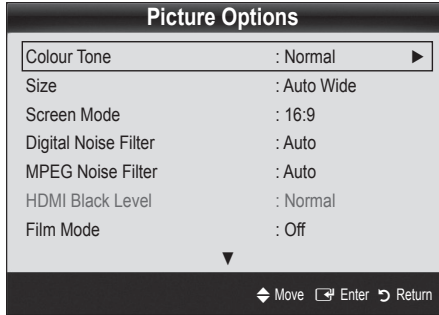 Picture Options
Colour Tone : Normal ►
Size : Auto Wide
Screen Mode : 16:9
Digital Noise Filter : Auto
MPEG Noise Filter : Auto
HDMI Black Level : Normal
Film Mode : Off
▼
Move Enter Return